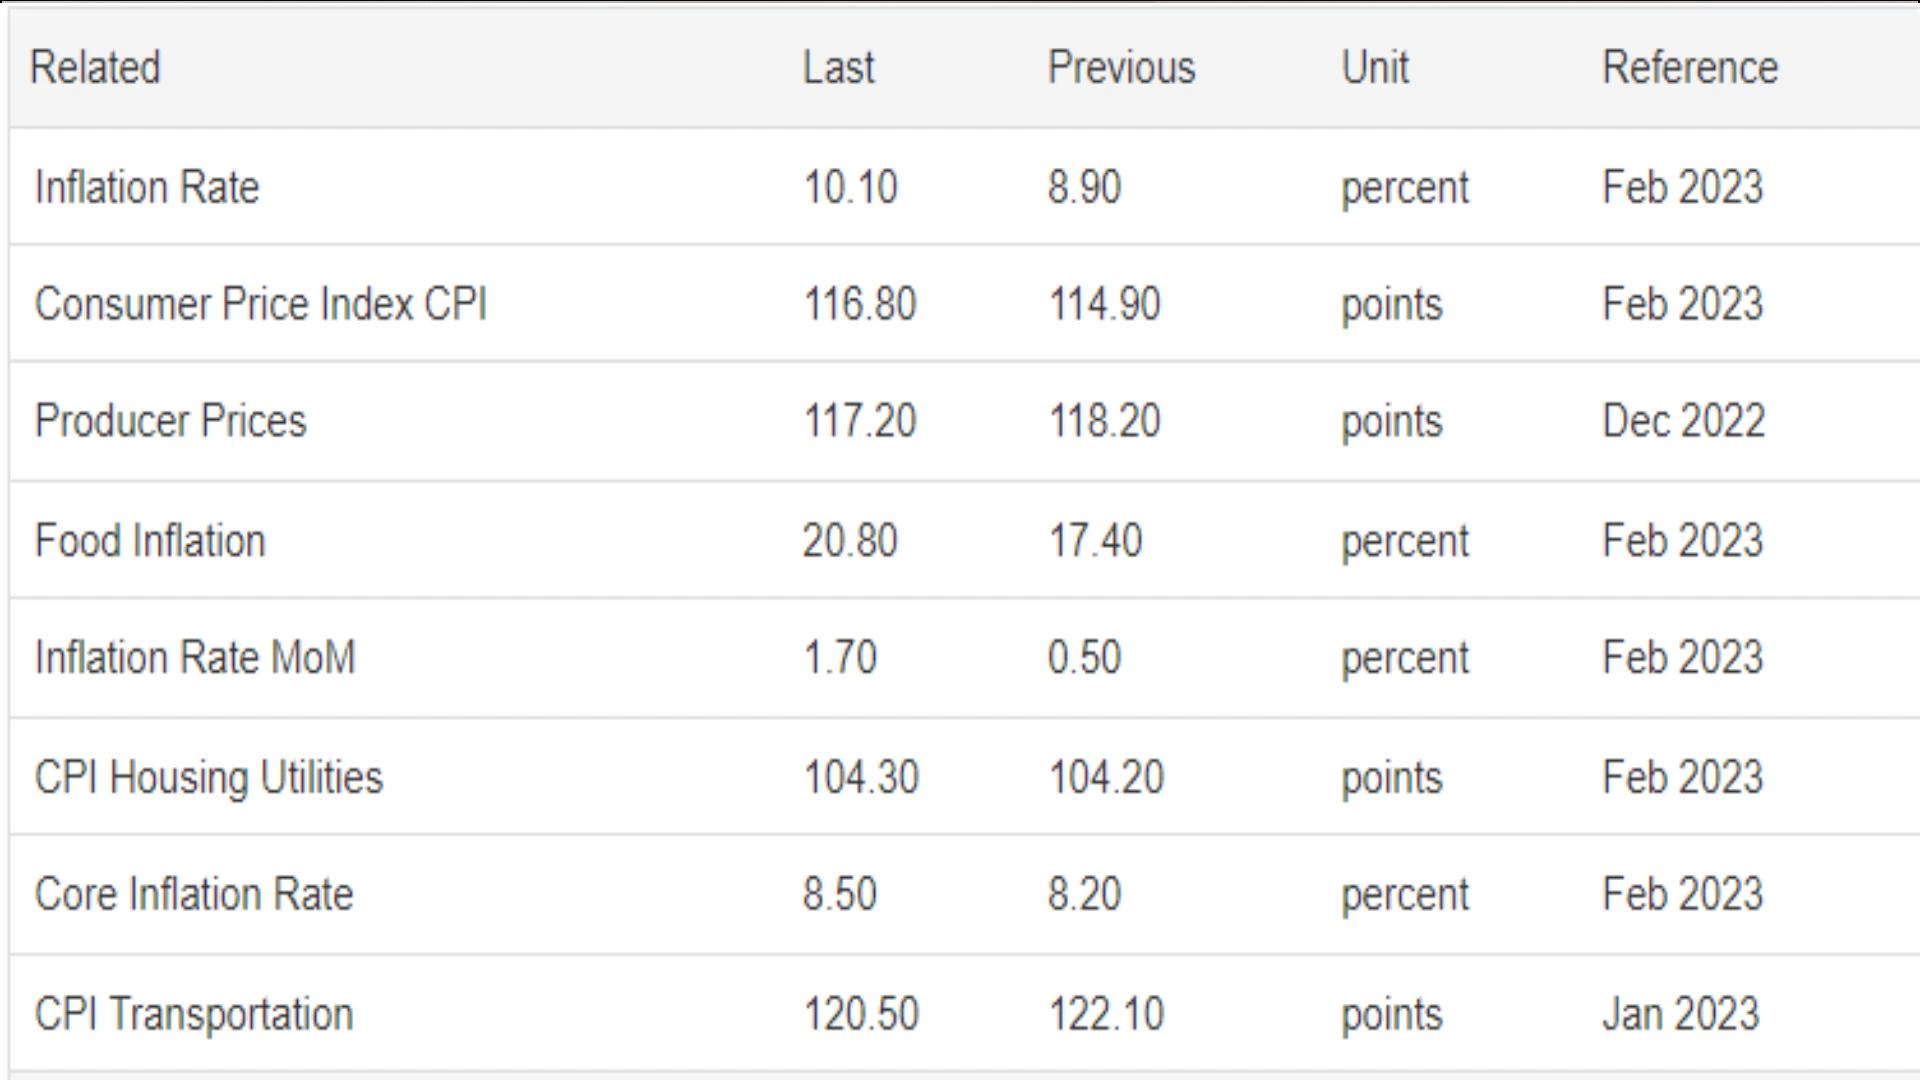 Related Last Previous Unit Reference
Inflation Rate 10.10 8.90 percent Feb 2023
Consumer Price Index CPI 116.80 114.90 points Feb 2023
Producer Prices 117.20 118.20 points Dec 2022
Food Inflation 20.80 17.40 percent Feb 2023
Inflation Rate MoM 1.70 0.50 percent Feb 2023
CPI Housing Utilities 104.30 104.20 points Feb 2023
Core Inflation Rate 8.50 8.20 percent Feb 2023
CPI Transportation 120.50 122.10 points Jan 2023